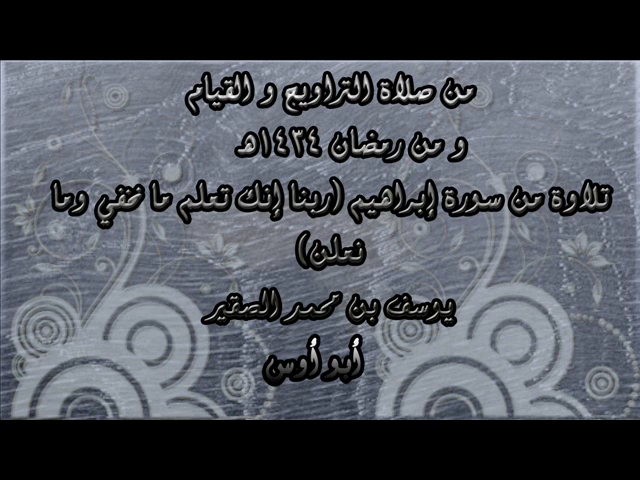 من صلاة التراويح و القيام
و من رمضان ١٤٣٤هـ
تلاوة من سورة إبراهيم (ربنا إنك تعلم ما نخفي وما
نعلن)
يوسف بن محمد الصقير
أبو أوس